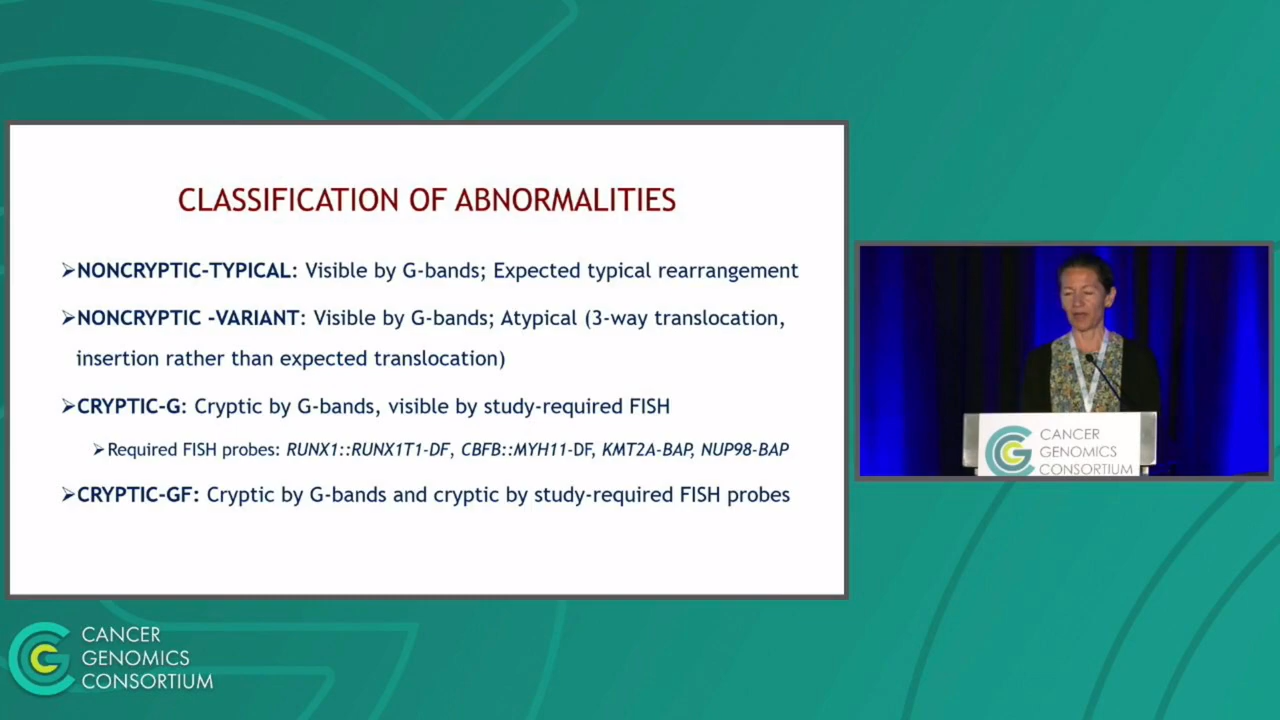 CLASSIFICATION OF ABNORMALITIES
➢NONCRYPTIC-TYPICAL: Visible by G-bands; Expected typical rearrangement
➢NONCRYPTIC -VARIANT: Visible by G-bands; Atypical (3-way translocation,
insertion rather than expected translocation)
➢CRYPTIC-G: Cryptic by G-bands, visible by study-required FISH
➢Required FISH probes: RUNX1::RUNX1T1-DF, CBFB::MYH11-DF, KMT2A-BAP, NUP98-BAP
➢CRYPTIC-GF: Cryptic by G-bands and cryptic by study-required FISH probes
CANCER
GENOMICS
CONSORTIUM
CANCER
GENOMICS
CONSORTIUM